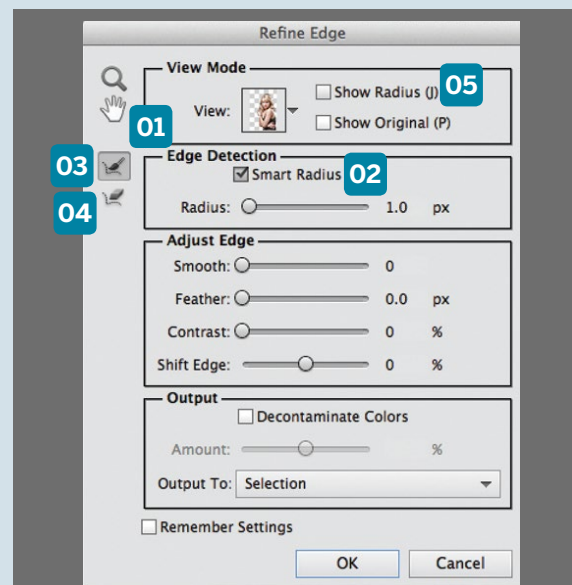 Refine Edge
View Mode
View:
Show Radius (J) 05
Show Original (P)
01
Edge Detection
03
Smart Radius 02
04
Radius: 1.0 px
Adjust Edge
Smooth: 0
Feather: 0.0 px
Contrast: 0 %
Shift Edge: 0 %
Output
Decontaminate Colors
Amount: %
Output To: Selection
Remember Settings
OK Cancel